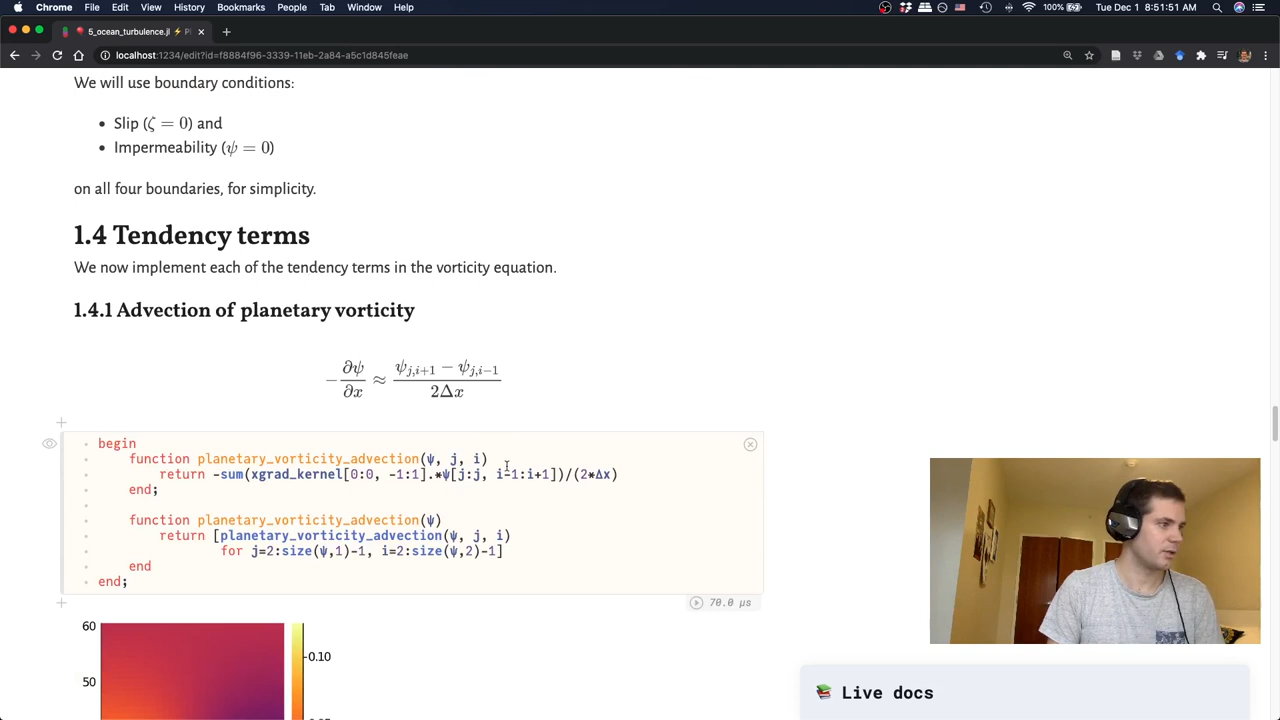 Chrome File Edit View History Bookmarks People Tab Window Help 100% Tue Dec 1 8:51:51 AM
5_ocean_turbulence.jl ⚡ Pl
localhost:1234/edit?id=f8884f96-3339-11eb-2a84-a5c1d845feae
We will use boundary conditions:
• Slip (ζ = 0) and
• Impermeability (ψ = 0)
on all four boundaries, for simplicity.
1.4 Tendency terms
We now implement each of the tendency terms in the vorticity equation.
1.4.1 Advection of planetary vorticity
−∂ψ/∂x ≈ (ψj,i+1 − ψj,i−1)/2Δx
begin
function planetary_vorticity_advection(ψ, j, i)
return -sum(xgrad_kernel[0:0, -1:1].*ψ[j:j, i-1:i+1])/(2*Δx)
end;
function planetary_vorticity_advection(ψ)
return [planetary_vorticity_advection(ψ, j, i)
for j=2:size(ψ,1)-1, i=2:size(ψ,2)-1]
end
end;
70.0 μs
60
-0.10
50
Live docs